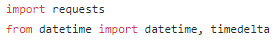 import requests
from datetime import datetime, timedelta